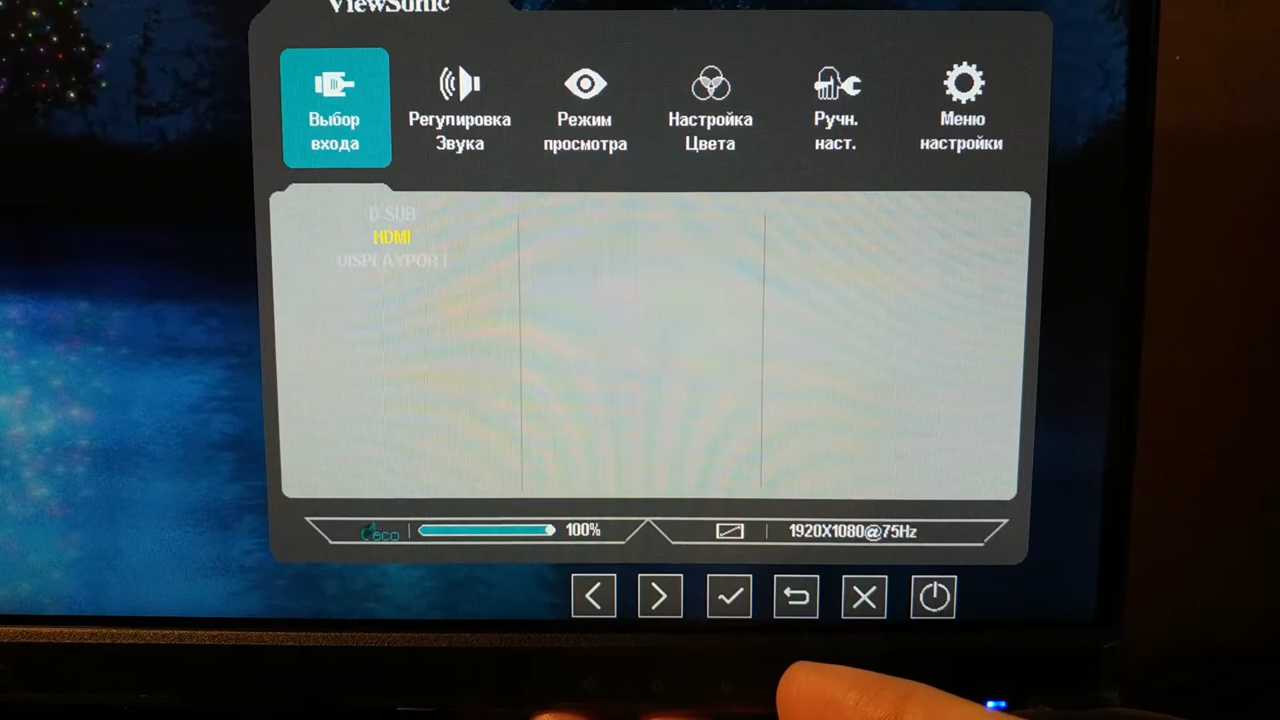 ViewSonic
Выбор
входа
Регулировка
Звука
Режим
просмотра
Настройка
Цвета
Ручн.
наст.
Меню
настройки
D-SUB
HDMI
DISPLAYPORT
eco
100%
1920X1080@75Hz